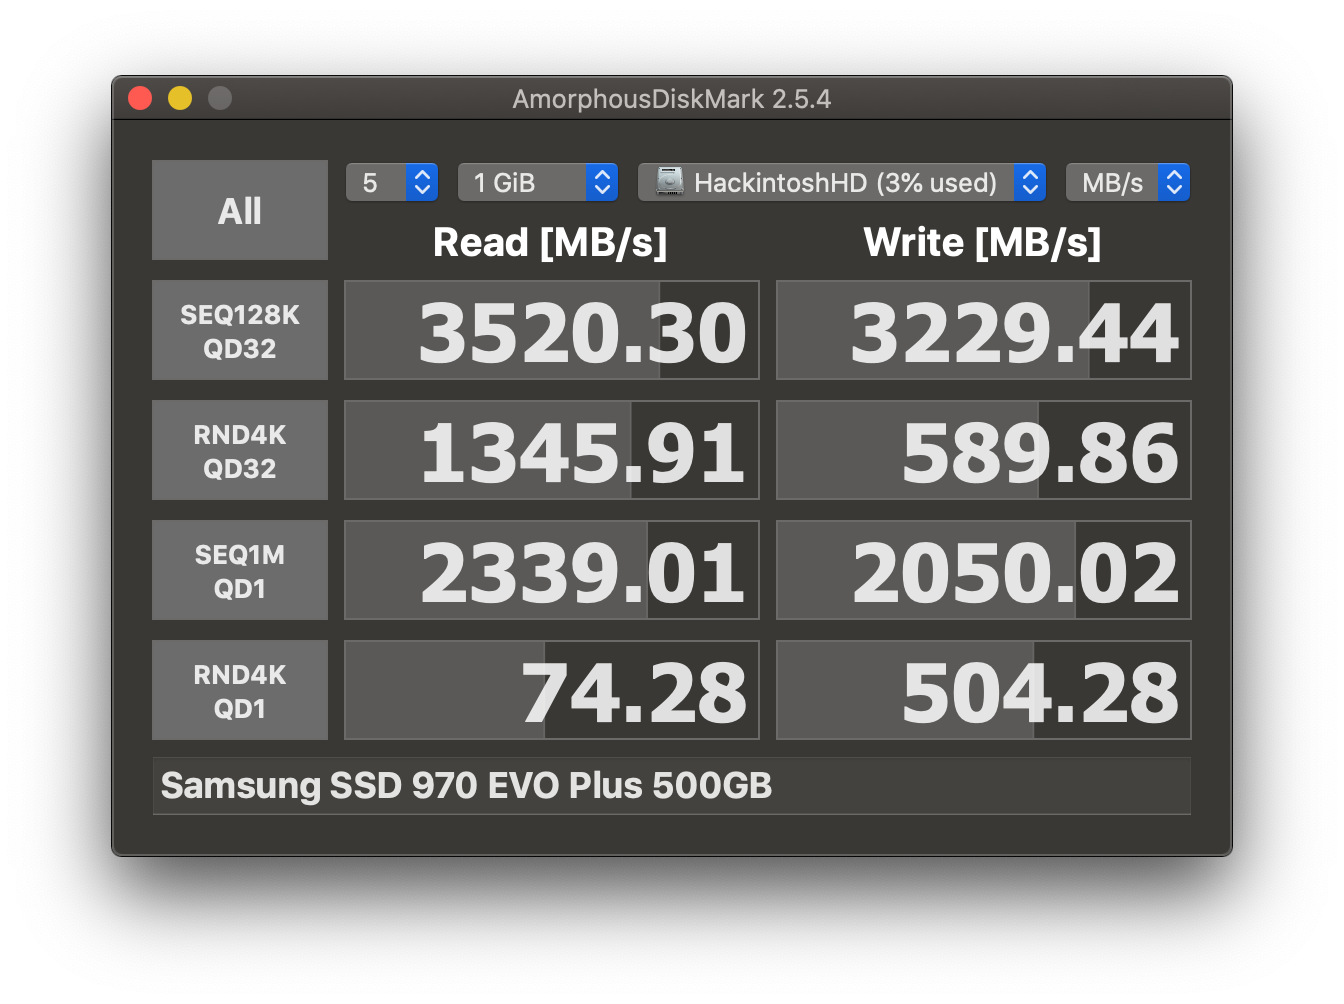 AmorphousDiskMark 2.5.4
All
5
1 GiB
HackintoshHD (3% used)
MB/s
Read [MB/s]
Write [MB/s]
SEQ128K
QD32
3520.30
3229.44
RND4K
QD32
1345.91
589.86
SEQ1M
QD1
2339.01
2050.02
RND4K
QD1
74.28
504.28
Samsung SSD 970 EVO Plus 500GB